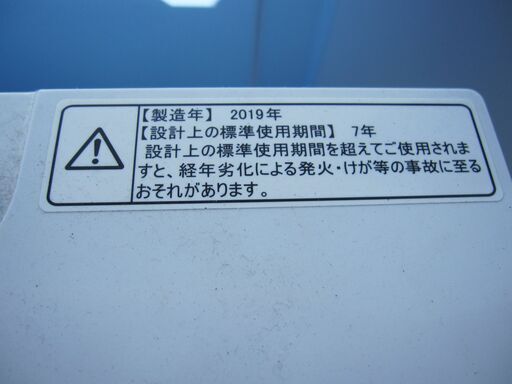 【製造年】 2019年
【設計上の標準使用期間】 7年
設計上の標準使用期間を超えてご使用されま
すと、経年劣化による発火・けが等の事故に至る
おそれがあります。